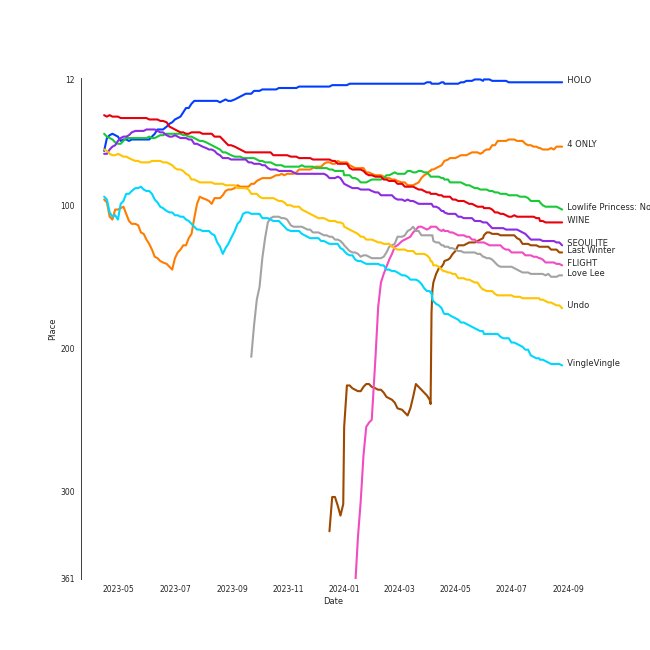 12
HOLO
4 ONLY
100
Lowlife Princess: No
WINE
SEOULITE
Last Winter
FLIGHT
Love Lee
Undo
Place
200
VingleVingle
300
361
2023-05
2023-07
2023-09
2023-11
2024-01
2024-03
2024-05
2024-07
2024-09
Date